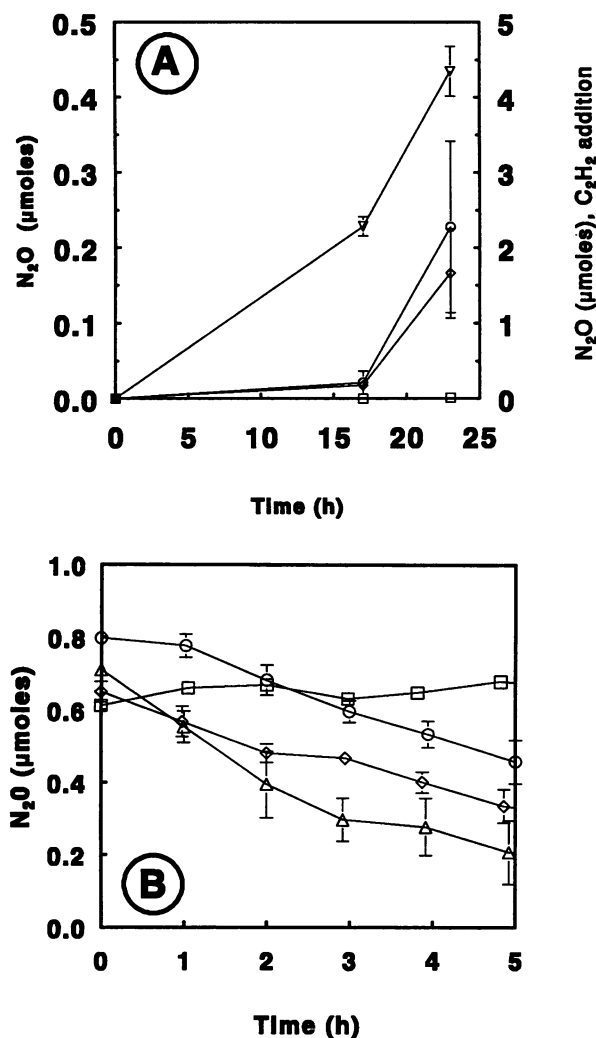 A
0.5
0.4
0.3
0.2
0.1
0.0
N₂O (µmoles)
5
4
3
2
1
0
N₂O (µmoles), C₂H₂ addition
0 5 10 15 20 25
Time (h)
1.0
0.8
0.6
0.4
0.2
0.0
N₂0 (µmoles)
B
0 1 2 3 4 5
Time (h)